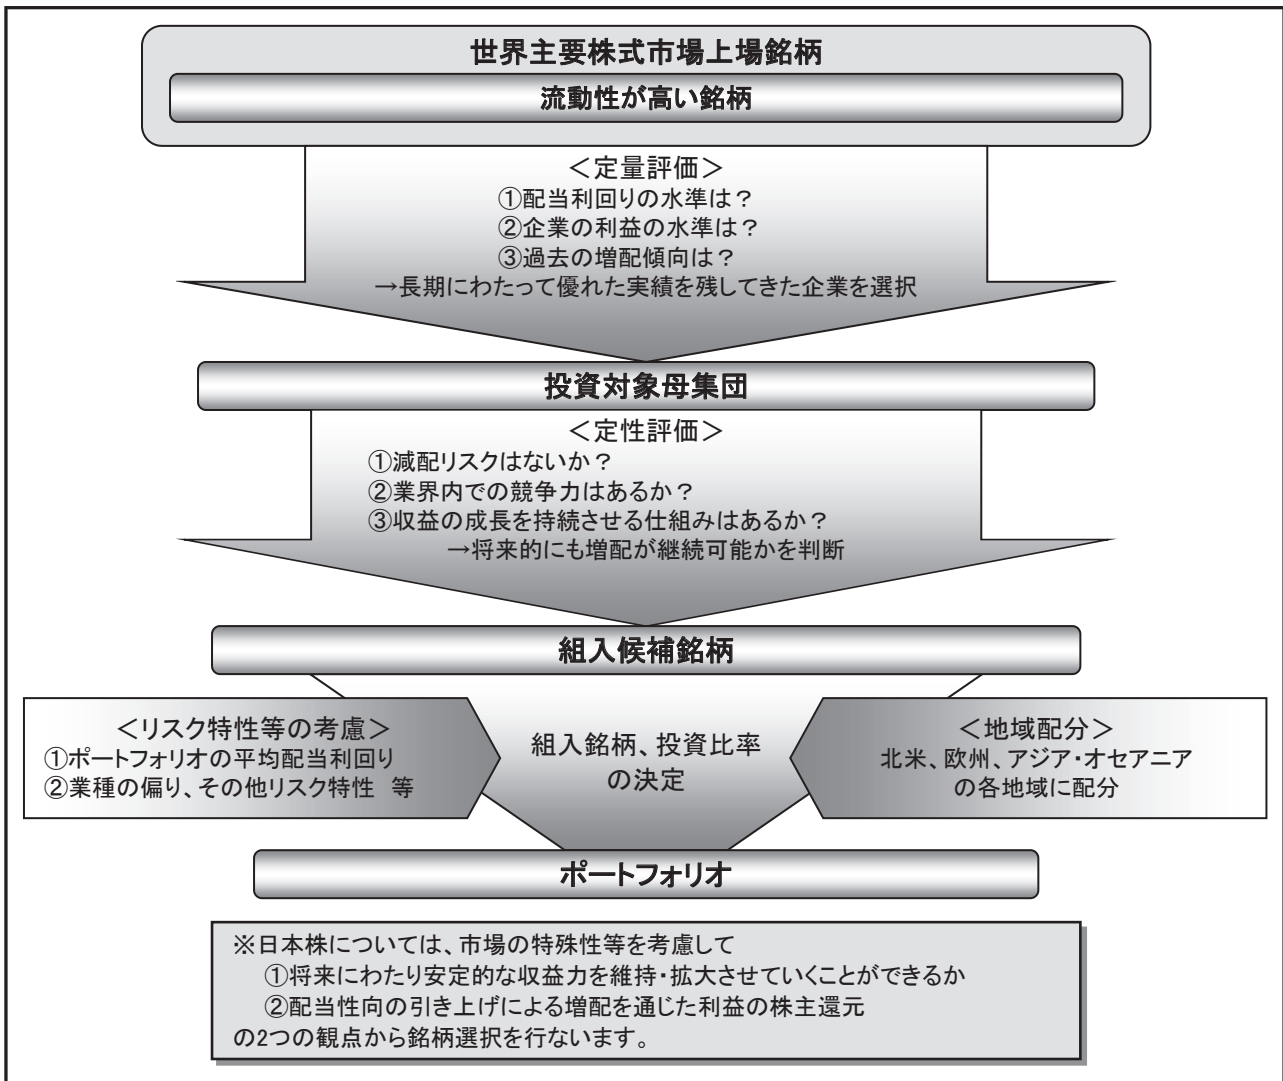 世界主要株式市場上場銘柄
流動性が高い銘柄
＜定量評価＞
①配当利回りの水準は？
②企業の利益の水準は？
③過去の増配傾向は？
→長期にわたって優れた実績を残してきた企業を選択
投資対象母集団
＜定性評価＞
①減配リスクはないか？
②業界内での競争力はあるか？
③収益の成長を持続させる仕組みはあるか？
→将来的にも増配が継続可能かを判断
組入候補銘柄
＜リスク特性等の考慮＞
①ポートフォリオの平均配当利回り
②業種の偏り、その他リスク特性　等
組入銘柄、投資比率
の決定
＜地域配分＞
北米、欧州、アジア・オセアニア
の各地域に配分
ポートフォリオ
※日本株については、市場の特殊性等を考慮して
①将来にわたり安定的な収益力を維持・拡大させていくことができるか
②配当性向の引き上げによる増配を通じた利益の株主還元
の2つの観点から銘柄選択を行ないます。